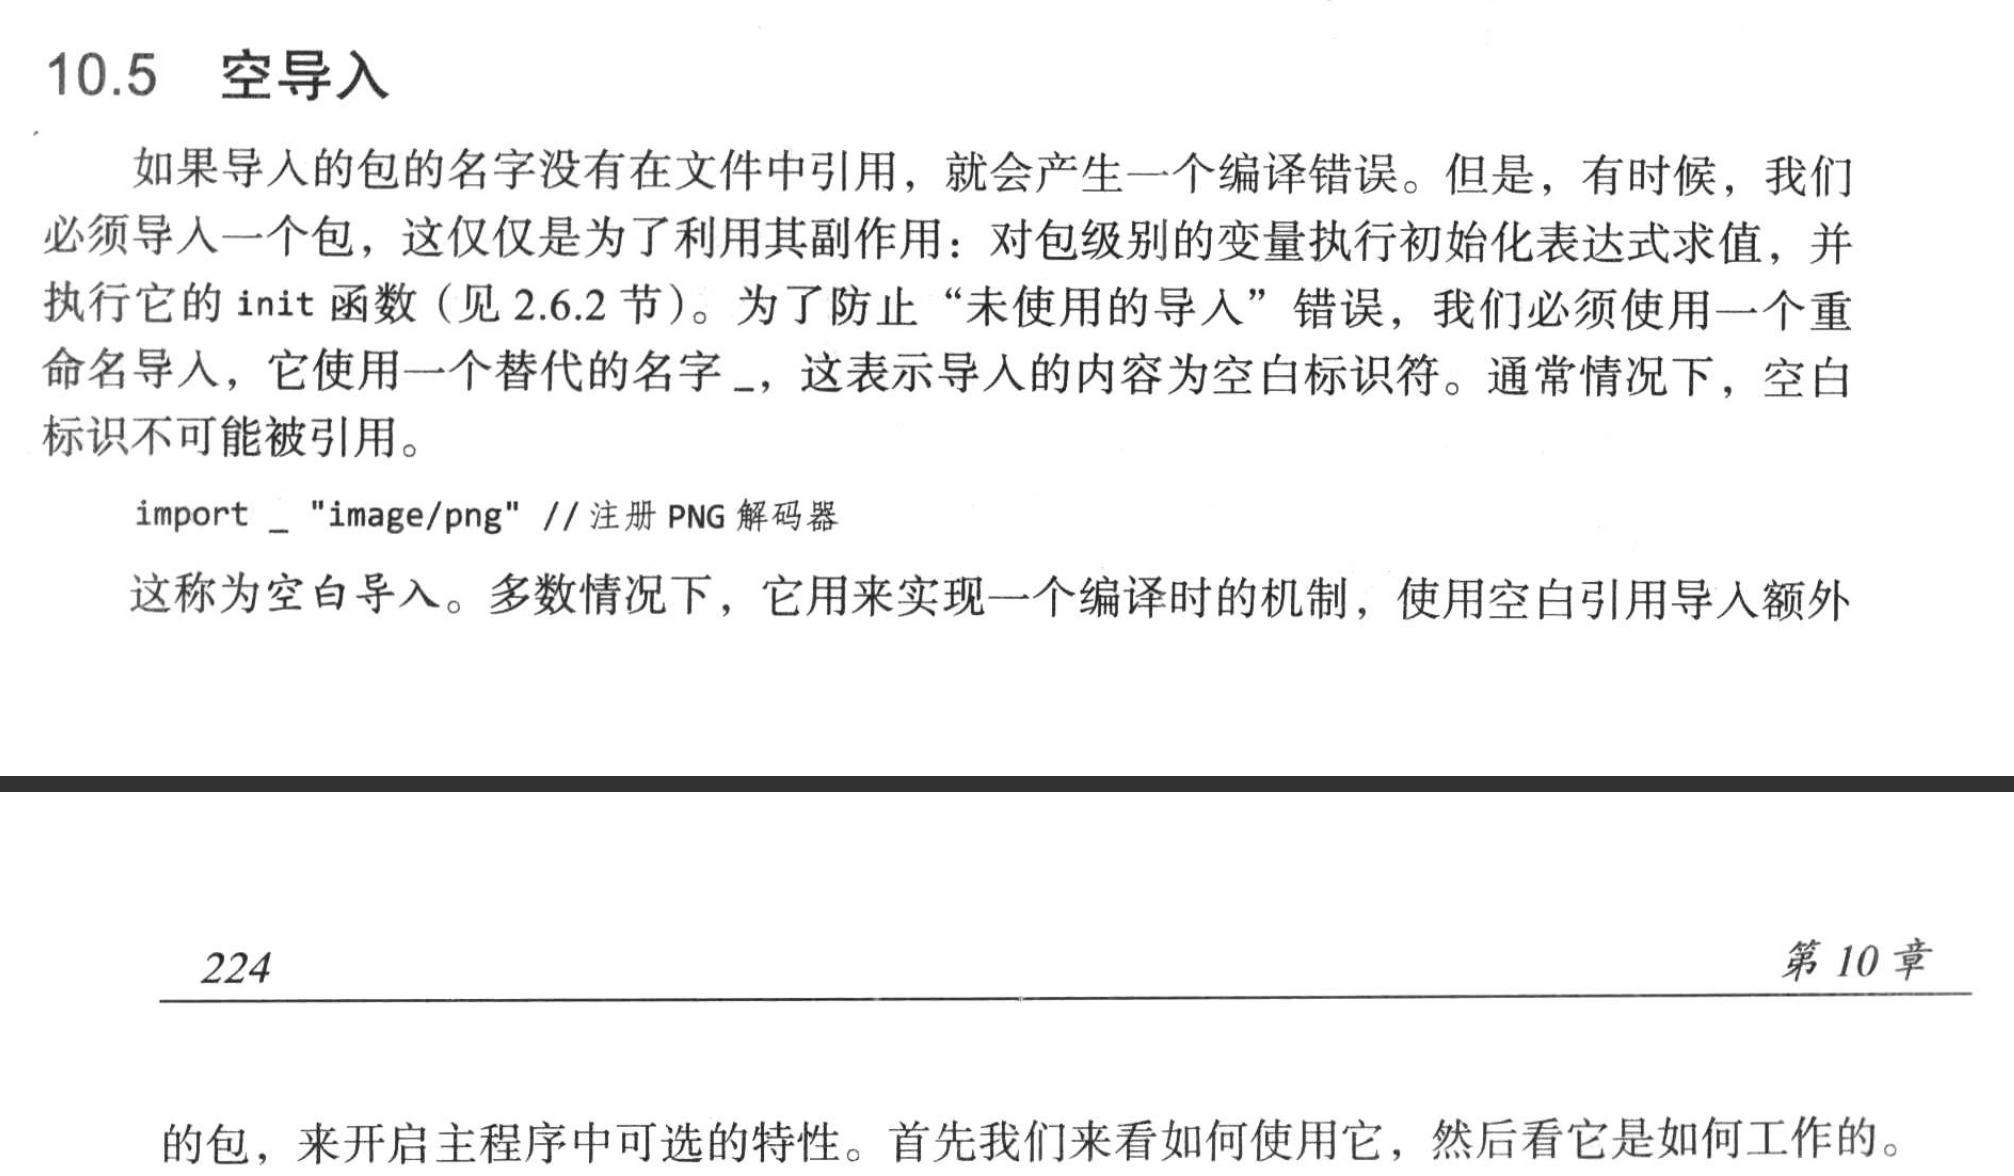 10.5 空导入
如果导入的包的名字没有在文件中引用，就会产生一个编译错误。但是，有时候，我们
必须导入一个包，这仅仅是为了利用其副作用：对包级别的变量执行初始化表达式求值，并
执行它的 init 函数（见 2.6.2 节）。为了防止“未使用的导入”错误，我们必须使用一个重
命名导入，它使用一个替代的名字 _，这表示导入的内容为空白标识符。通常情况下，空白
标识不可能被引用。
import _ "image/png" // 注册 PNG 解码器
这称为空白导入。多数情况下，它用来实现一个编译时的机制，使用空白引用导入额外
224 第 10 章
的包，来开启主程序中可选的特性。首先我们来看如何使用它，然后看它是如何工作的。